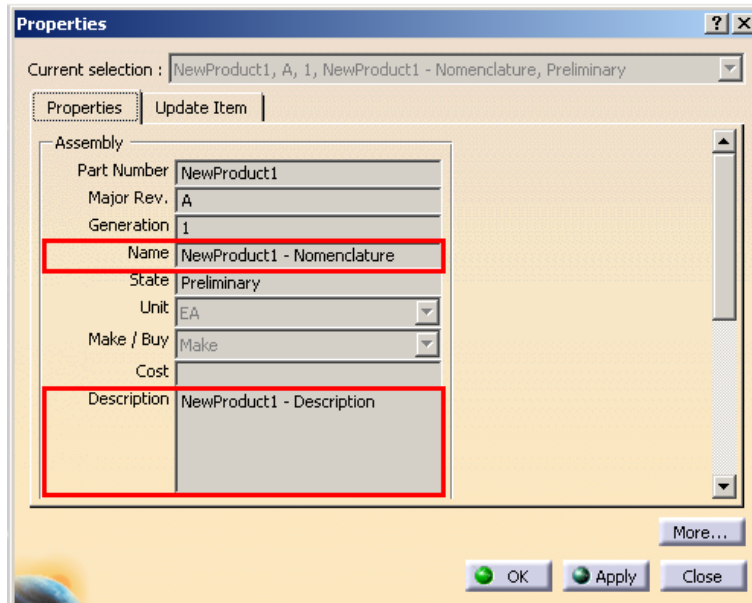 Properties
Current selection : NewProduct1, A, 1, NewProduct1 - Nomenclature, Preliminary
Properties Update Item
Assembly
Part Number NewProduct1
Major Rev. A
Generation 1
Name NewProduct1 - Nomenclature
State Preliminary
Unit EA
Make / Buy Make
Cost
Description NewProduct1 - Description
More...
OK Apply Close